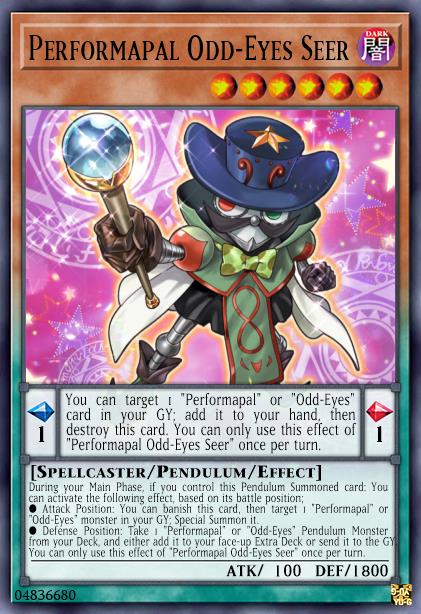 Performapal Odd-Eyes Seer
DARK
闇
You can target 1 "Performapal" or "Odd-Eyes"
card in your GY; add it to your hand, then
destroy this card. You can only use this effect of
"Performapal Odd-Eyes Seer" once per turn.
1
1
[Spellcaster/Pendulum/Effect]
During your Main Phase, if you control this Pendulum Summoned card: You
can activate the following effect, based on its battle position;
● Attack Position: You can banish this card, then target 1 "Performapal" or
"Odd-Eyes" monster in your GY; Special Summon it.
● Defense Position: Take 1 "Performapal" or "Odd-Eyes" Pendulum Monster
from your Deck, and either add it to your face-up Extra Deck or send it to the GY.
You can only use this effect of "Performapal Odd-Eyes Seer" once per turn.
ATK/ 100 DEF/1800
04836680